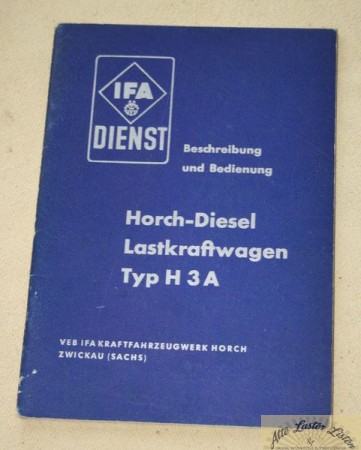 IFA
DIENST
Beschreibung
und Bedienung
Horch-Diesel
Lastkraftwagen
Typ H 3 A
VEB IFA KRAFTFAHRZEUGWERK HORCH
ZWICKAU (SACHS)
Alte Laster
Listen